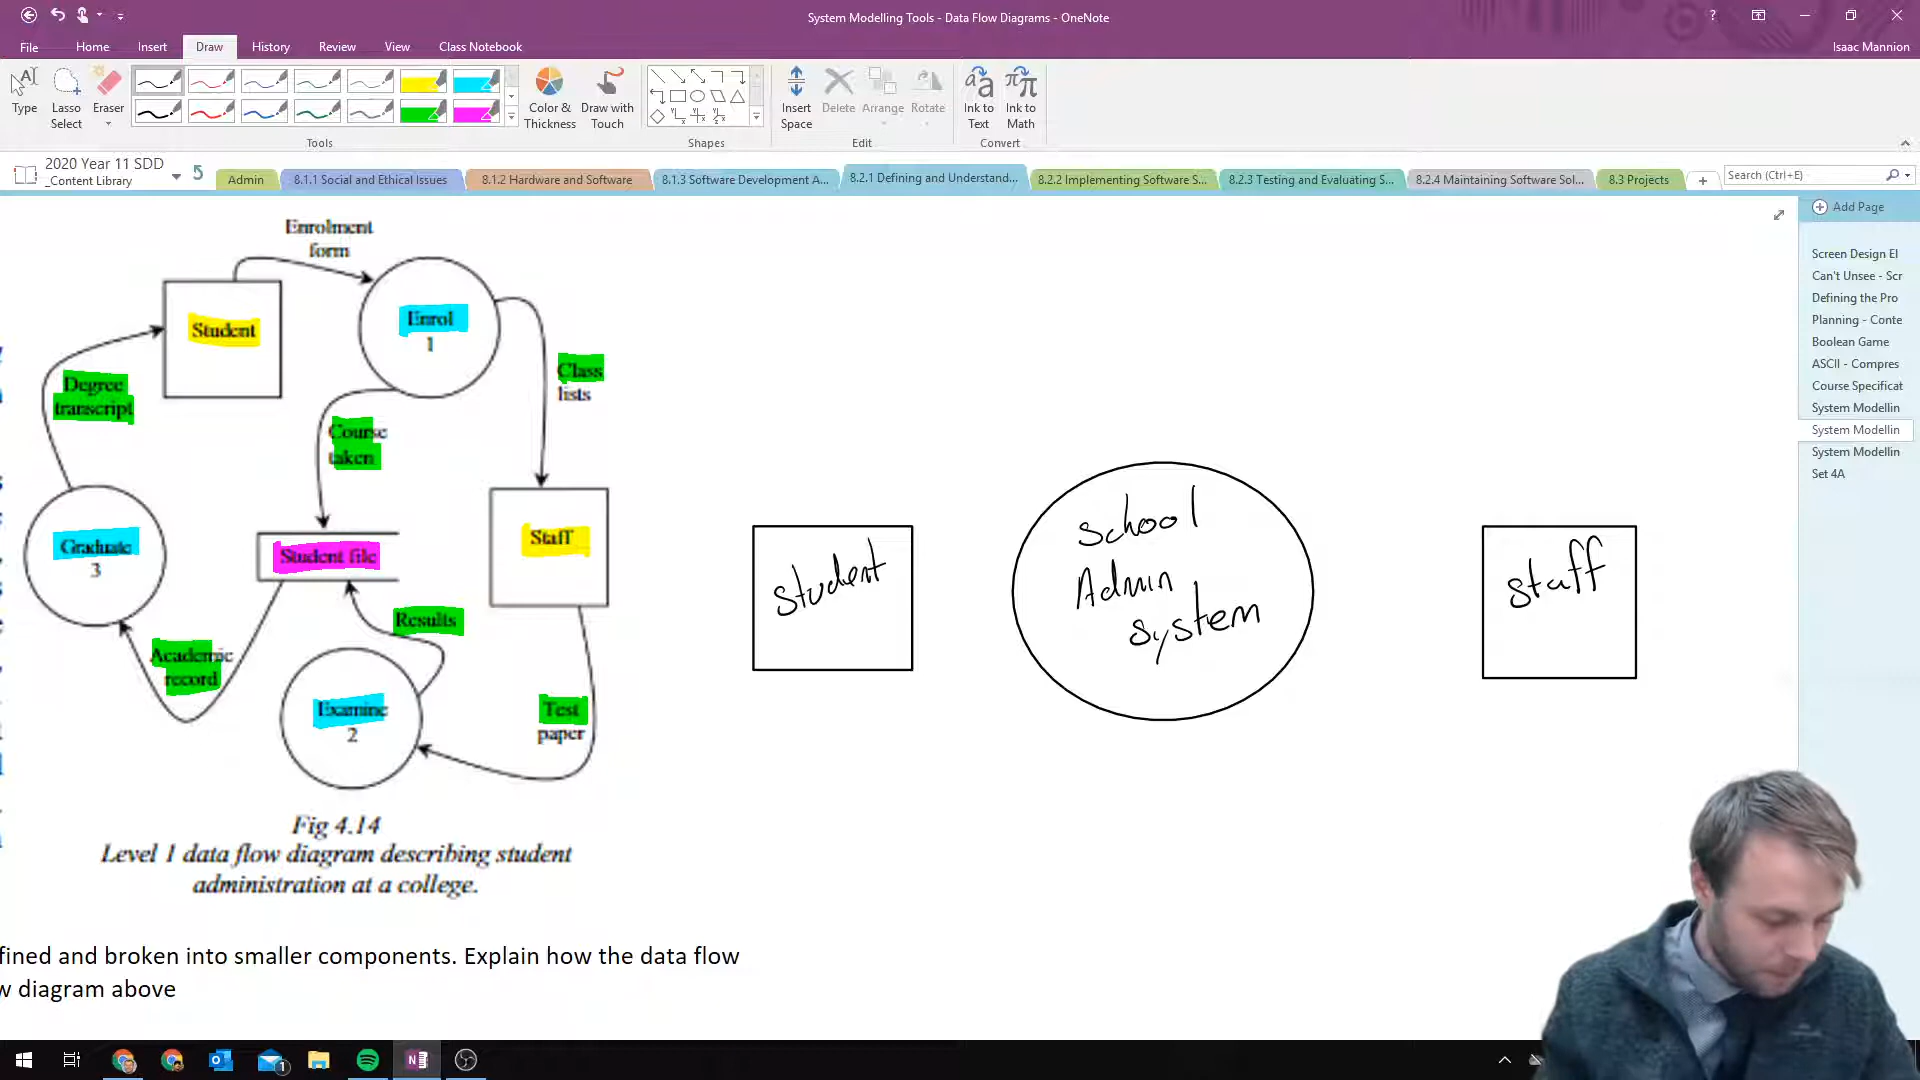 System Modelling Tools - Data Flow Diagrams - OneNote
Isaac Mannion
File Home Insert Draw History Review View Class Notebook
Type
Lasso Select
Eraser
Color & Thickness
Draw with Touch
Insert Space
Delete
Arrange
Rotate
Ink to Text
Ink to Math
Tools
Shapes
Edit
Convert
2020 Year 11 SDD
_Content Library
Admin
8.1.1 Social and Ethical Issues
8.1.2 Hardware and Software
8.1.3 Software Development A...
8.2.1 Defining and Understand...
8.2.2 Implementing Software S...
8.2.3 Testing and Evaluating S...
8.2.4 Maintaining Software Sol...
8.3 Projects
Search (Ctrl+E)
Add Page
Screen Design El
Can't Unsee - Scr
Defining the Pro
Planning - Conte
Boolean Game
ASCII - Compres
Course Specificat
System Modellin
System Modellin
System Modellin
Set 4A
Enrolment
form
Student
Enrol
1
Class
lists
Degree
transcript
Course
taken
Graduate
3
Student file
Staff
Results
Academic
record
Examine
2
Test
paper
Fig 4.14
Level 1 data flow diagram describing student
administration at a college.
student
School
Admin
system
staff
fined and broken into smaller components. Explain how the data flow
w diagram above